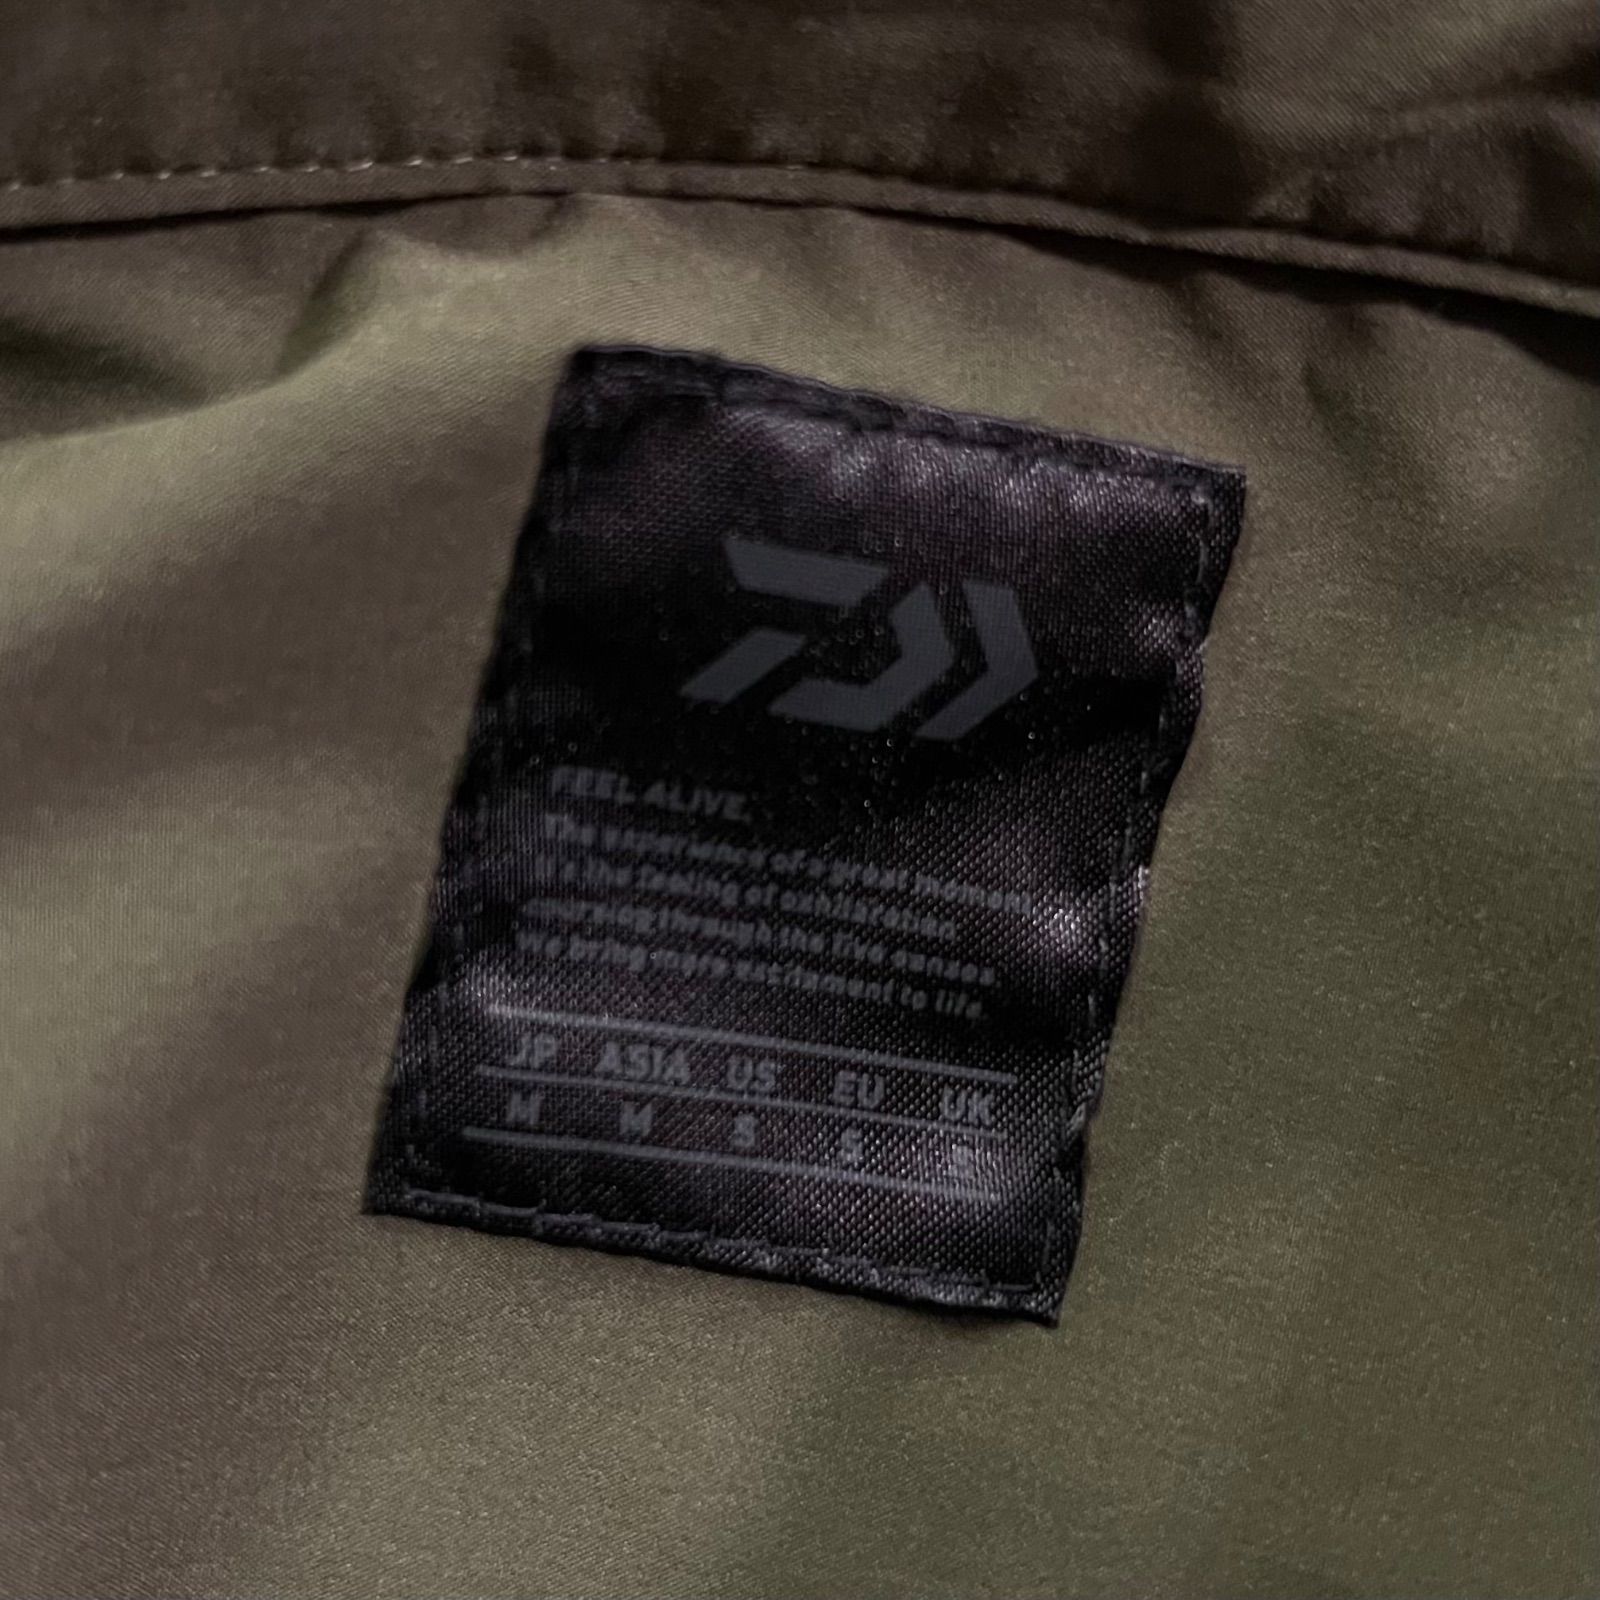 FEEL ALIVE.
The experience of a great moment.
It's the feeling of exhilaration
through the five senses.
We bring more excitement to life.
JP ASIA US EU UK
M M S S S